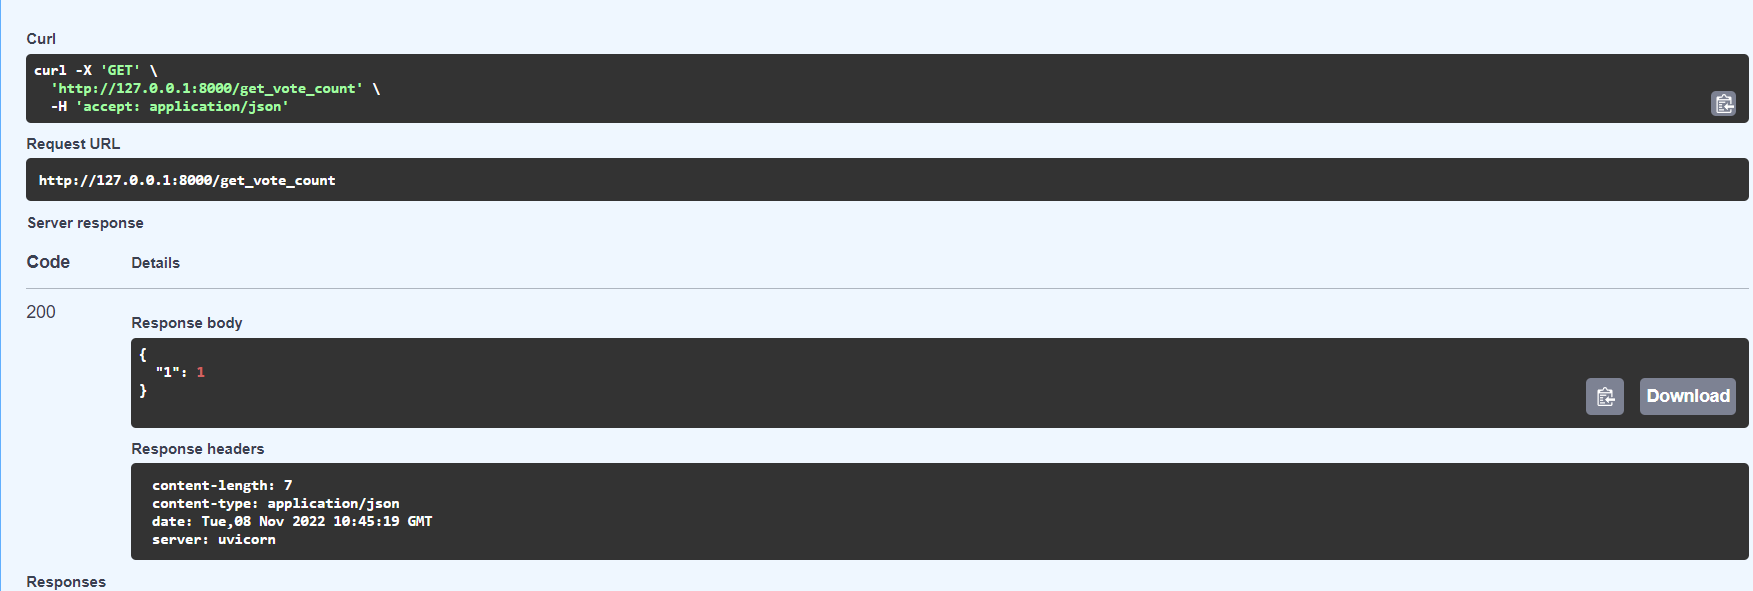 Curl
curl -X 'GET' \
'http://127.0.0.1:8000/get_vote_count' \
-H 'accept: application/json'
Request URL
http://127.0.0.1:8000/get_vote_count
Server response
Code Details
200
Response body
{
"1": 1
}
Download
Response headers
content-length: 7
content-type: application/json
date: Tue,08 Nov 2022 10:45:19 GMT
server: uvicorn
Responses